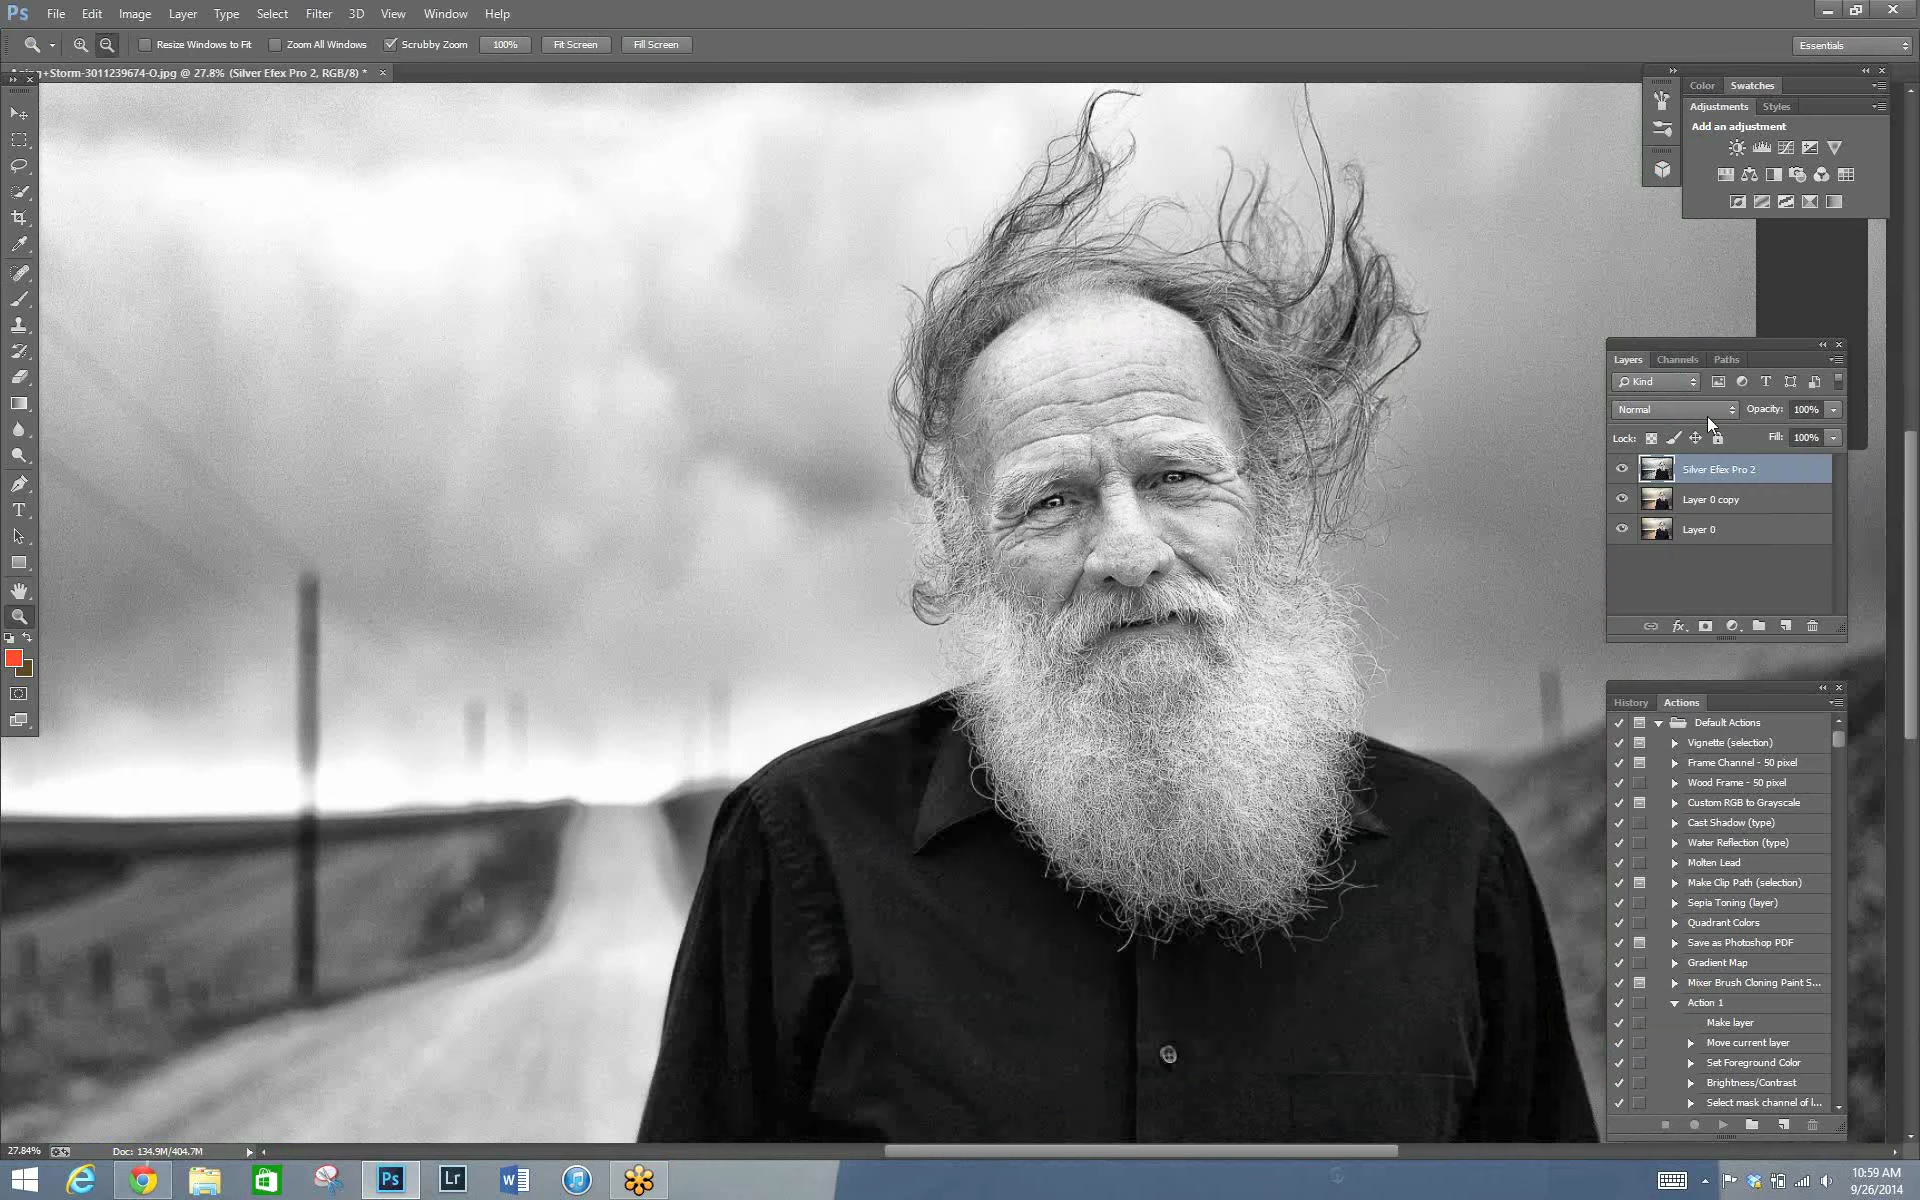 Ps File Edit Image Layer Type Select Filter 3D View Window Help
Resize Windows to Fit Zoom All Windows Scrubby Zoom 100% Fit Screen Fill Screen Essentials
+Storm-3011239674-O.jpg @ 27.8% (Silver Efex Pro 2, RGB/8) *
Color Swatches
Adjustments Styles
Add an adjustment
Layers Channels Paths
Kind
Normal Opacity: 100%
Lock: Fill: 100%
Silver Efex Pro 2
Layer 0 copy
Layer 0
fx
History Actions
Default Actions
Vignette (selection)
Frame Channel - 50 pixel
Wood Frame - 50 pixel
Custom RGB to Grayscale
Cast Shadow (type)
Water Reflection (type)
Molten Lead
Make Clip Path (selection)
Sepia Toning (layer)
Quadrant Colors
Save as Photoshop PDF
Gradient Map
Mixer Brush Cloning Paint S...
Action 1
Make layer
Move current layer
Set Foreground Color
Brightness/Contrast
Select mask channel of l...
27.84% Doc: 134.9M/404.7M
Ps Lr
10:59 AM
9/26/2014